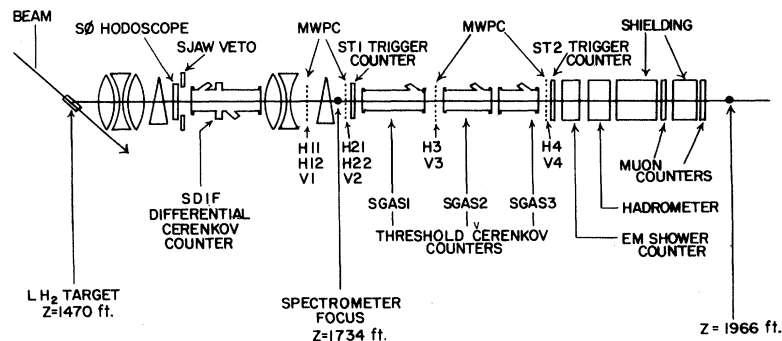 BEAM
SØ HODOSCOPE
SJAW VETO
MWPC
ST1 TRIGGER
COUNTER
MWPC
ST2 TRIGGER
COUNTER
SHIELDING
H11
H12
V1
H21
H22
V2
H3
V3
H4
V4
MUON
COUNTERS
SDIF
DIFFERENTIAL
CERENKOV
COUNTER
SGAS1
SGAS2
SGAS3
THRESHOLD ČERENKOV
COUNTERS
HADROMETER
EM SHOWER
COUNTER
LH2 TARGET
Z=1470 ft.
SPECTROMETER
FOCUS
Z=1734 ft.
Z = 1966 ft.